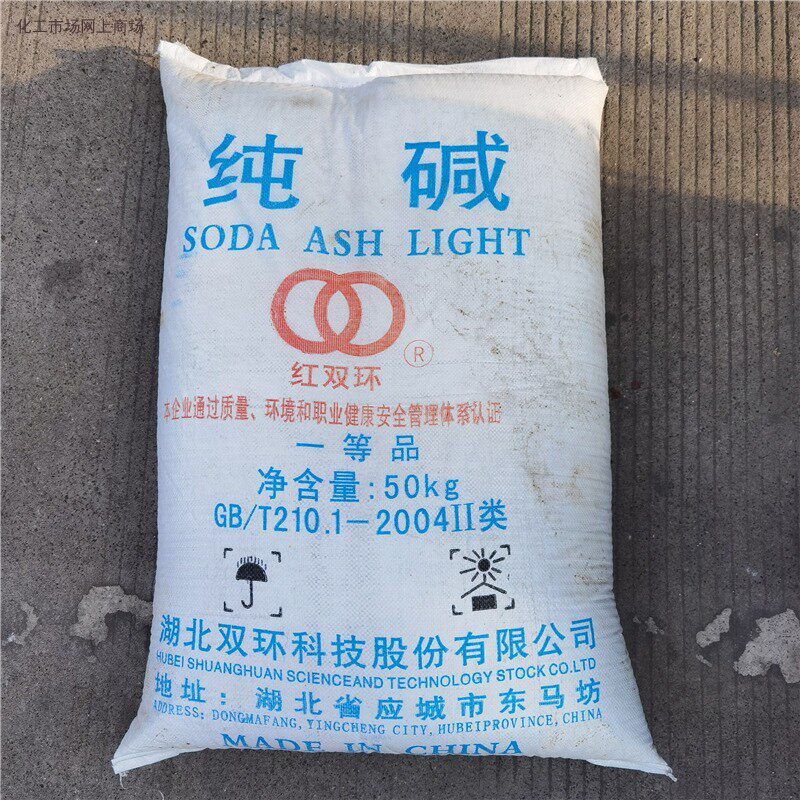 化工市场网上商场
纯 碱
SODA ASH LIGHT
®
红双环
本企业通过质量、环境和职业健康安全管理体系认证
一等品
净含量:50kg
GB/T210.1-2004II类
湖北双环科技股份有限公司
HUBEI SHUANGHUAN SCIENCEAND TECHNOLOGY STOCK CO.LTD
地址：湖北省应城市东马坊
ADDRESS: DONGMAFANG, YINGCHENG CITY, HUBEIPROVINCE, CHINA
MADE IN CHINA